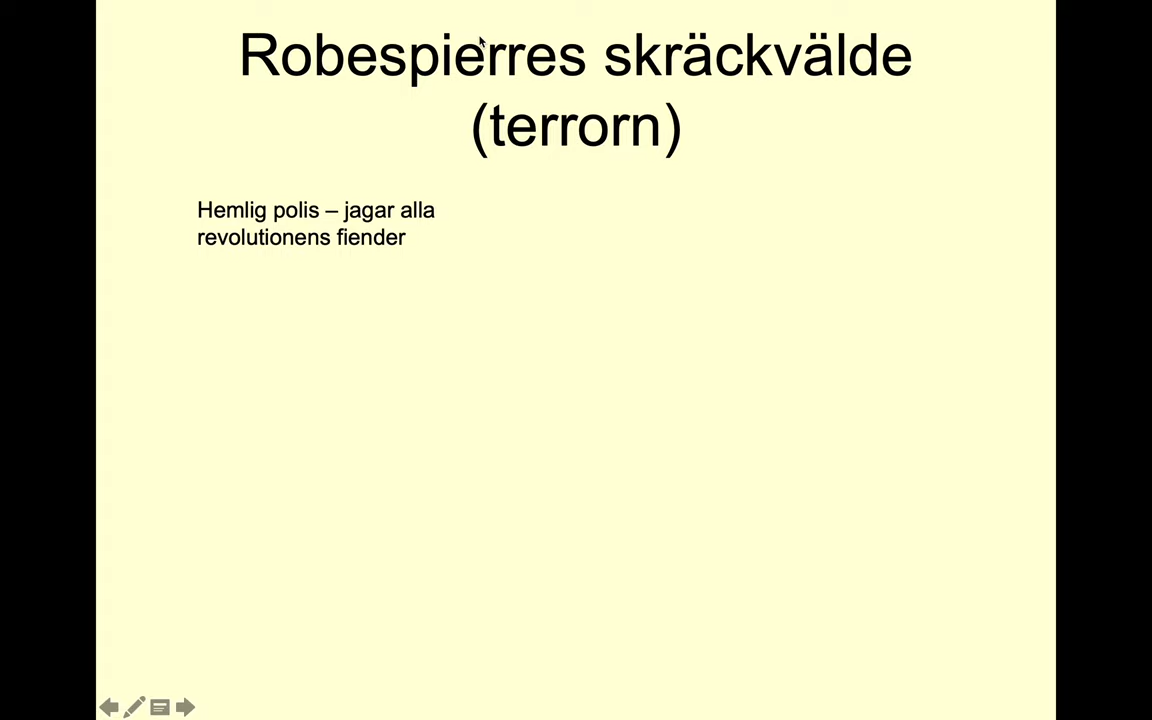 Robespierres skräckvälde
(terrorn)
Hemlig polis – jagar alla
revolutionens fiender